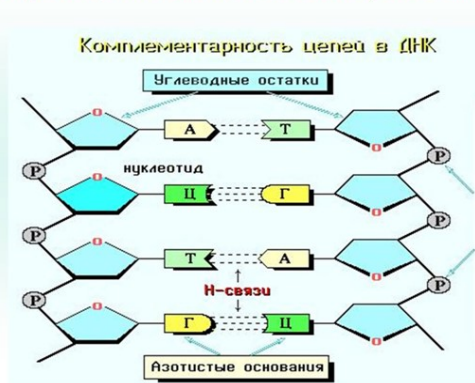 Комплементарность цепей в ДНК
Углеводные остатки
О О
А Т
Р Р
нуклеотид
О
Ц Г
О
Р Р
О
Т А
О
Н-связи
Р Р
О
Г Ц
О
Азотистые основания